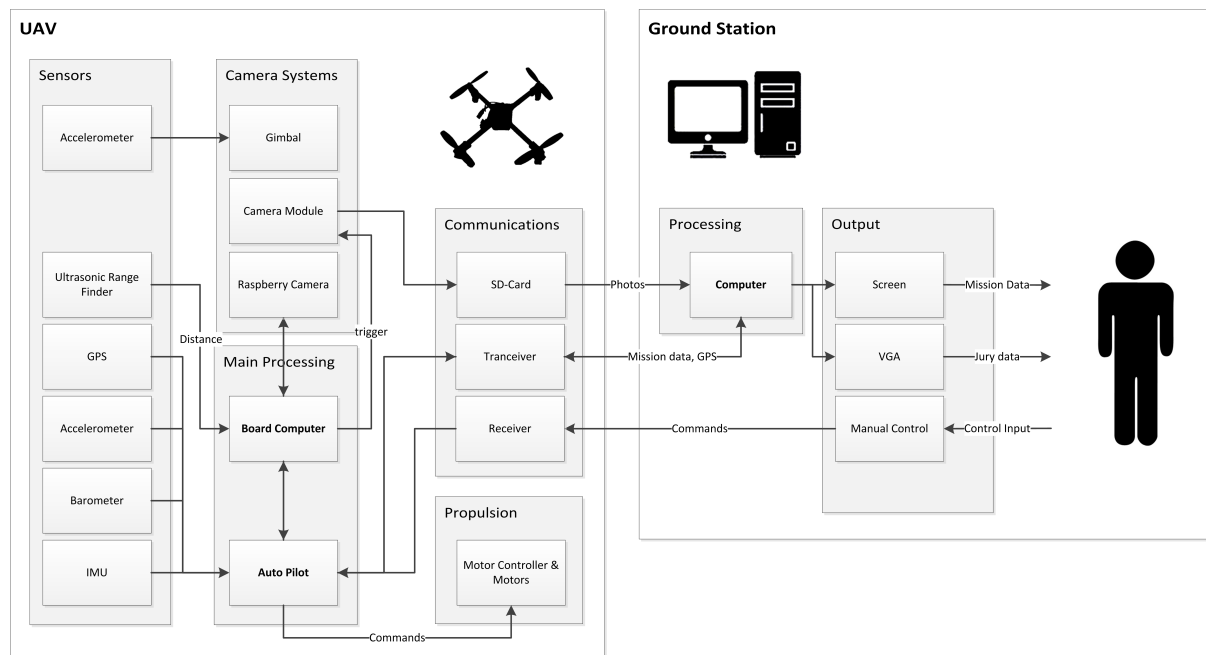 UAV
Sensors
Accelerometer
Ultrasonic Range
Finder
GPS
Accelerometer
Barometer
IMU
Distance
Camera Systems
Gimbal
Camera Module
Raspberry Camera
trigger
Main Processing
Board Computer
Auto Pilot
Communications
SD-Card
Tranceiver
Receiver
Propulsion
Motor Controller &
Motors
Commands
Ground Station
Photos
Mission data, GPS
Commands
Processing
Computer
Output
Screen
VGA
Manual Control
Mission Data
Jury data
Control Input